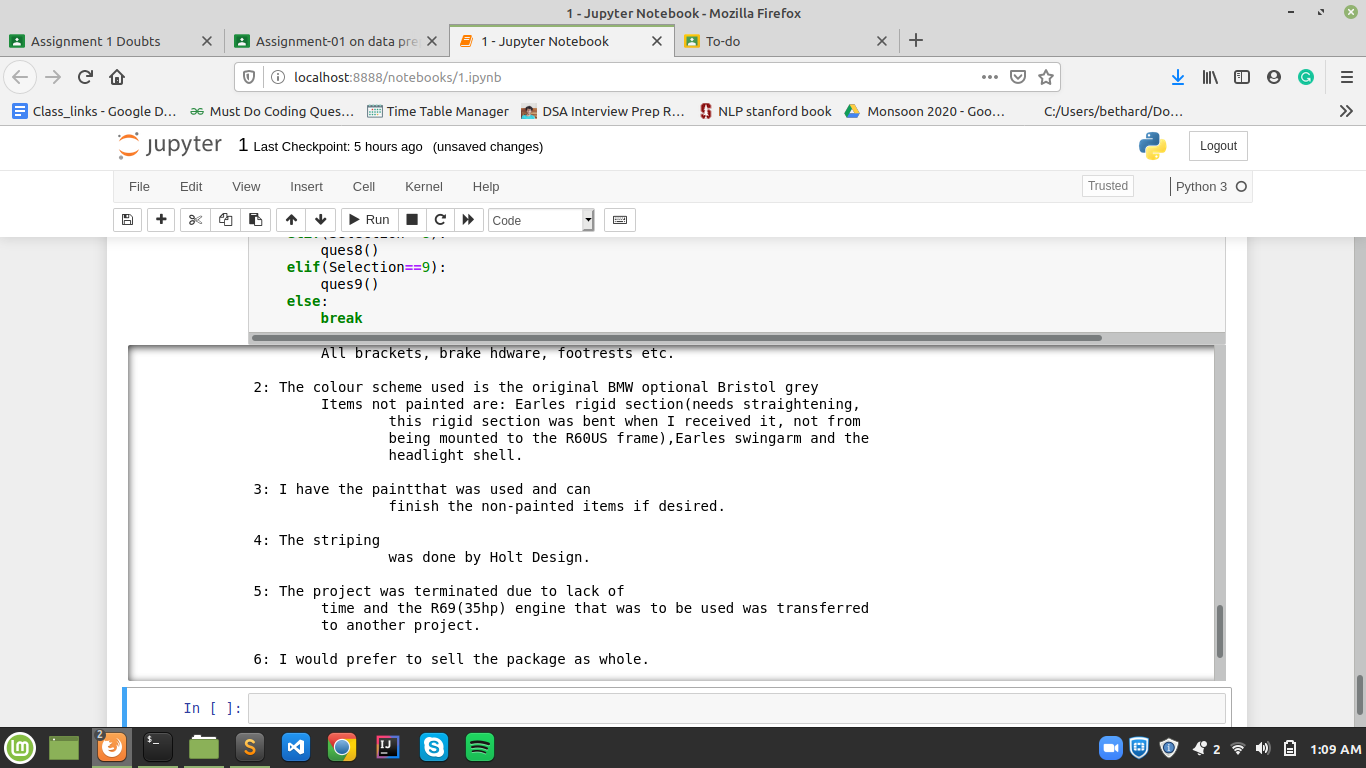 1 - Jupyter Notebook - Mozilla Firefox
Assignment 1 Doubts
Assignment-01 on data pre
1 - Jupyter Notebook
To-do
localhost:8888/notebooks/1.ipynb
Class_links - Google D…
Must Do Coding Ques…
Time Table Manager
DSA Interview Prep R…
NLP stanford book
Monsoon 2020 - Goo…
C:/Users/bethard/Do…
jupyter 1 Last Checkpoint: 5 hours ago (unsaved changes)
Logout
File Edit View Insert Cell Kernel Help
Trusted
Python 3
Run
Code
ques8()
elif(Selection==9):
ques9()
else:
break
All brackets, brake hdware, footrests etc.
2: The colour scheme used is the original BMW optional Bristol grey
Items not painted are: Earles rigid section(needs straightening,
this rigid section was bent when I received it, not from
being mounted to the R60US frame),Earles swingarm and the
headlight shell.
3: I have the paintthat was used and can
finish the non-painted items if desired.
4: The striping
was done by Holt Design.
5: The project was terminated due to lack of
time and the R69(35hp) engine that was to be used was transferred
to another project.
6: I would prefer to sell the package as whole.
In [ ]:
2
$_
S
IJ
2
1:09 AM